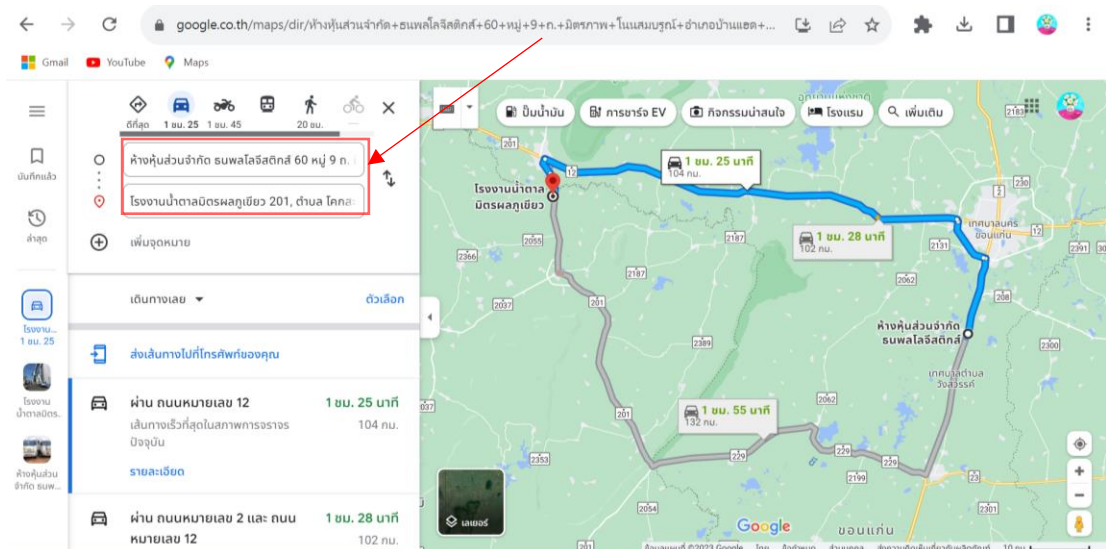 google.co.th/maps/dir/ห้างหุ้นส่วนจำกัด+ธนพลโลจิสติกส์+60+หมู่+9+ถ.+มิตรภาพ+โนนสมบูรณ์+อำเภอบ้านแฮด+...
Gmail YouTube Maps
ดีที่สุด 1 ชม. 25 1 ชม. 45 20 ชม. —
ห้างหุ้นส่วนจำกัด ธนพลโลจิสติกส์ 60 หมู่ 9 ถ.
โรงงานน้ำตาลมิตรผลภูเขียว 201, ตำบล โคกสะ
เพิ่มจุดหมาย
บันทึกแล้ว
ล่าสุด
โรงงาน...
1 ชม. 25
โรงงาน
น้ำตาลมิตร..
ห้างหุ้นส่วน
จำกัด ธนพ...
เดินทางเลย ตัวเลือก
ส่งเส้นทางไปที่โทรศัพท์ของคุณ
ผ่าน ถนนหมายเลข 12 1 ชม. 25 นาที
เส้นทางเร็วที่สุดในสภาพการจราจร 104 กม.
ปัจจุบัน
รายละเอียด
ผ่าน ถนนหมายเลข 2 และ ถนน 1 ชม. 28 นาที
หมายเลข 12 102 กม.
ปั๊มน้ำมัน การชาร์จ EV กิจกรรมน่าสนใจ โรงแรม เพิ่มเติม
2183
201
12
1 ชม. 25 นาที
104 กม.
โรงงานน้ำตาล
มิตรผลภูเขียว
230
เทศบาลนคร
ขอนแก่น
12
2055
2187
1 ชม. 28 นาที
102 กม.
2131
2391
2366
2187
2062
2037
201
208
ห้างหุ้นส่วนจำกัด
ธนพลโลจิสติกส์
2389
2300
เทศบาลตำบล
วังสวรรค์
2062
201
1 ชม. 55 นาที
132 กม.
2353
229
229
229
2199
23
2054
2301
เลเยอร์
Google
ขอนแก่น
201
ข้อมูลแผนที่ ©2023 Google ไทย